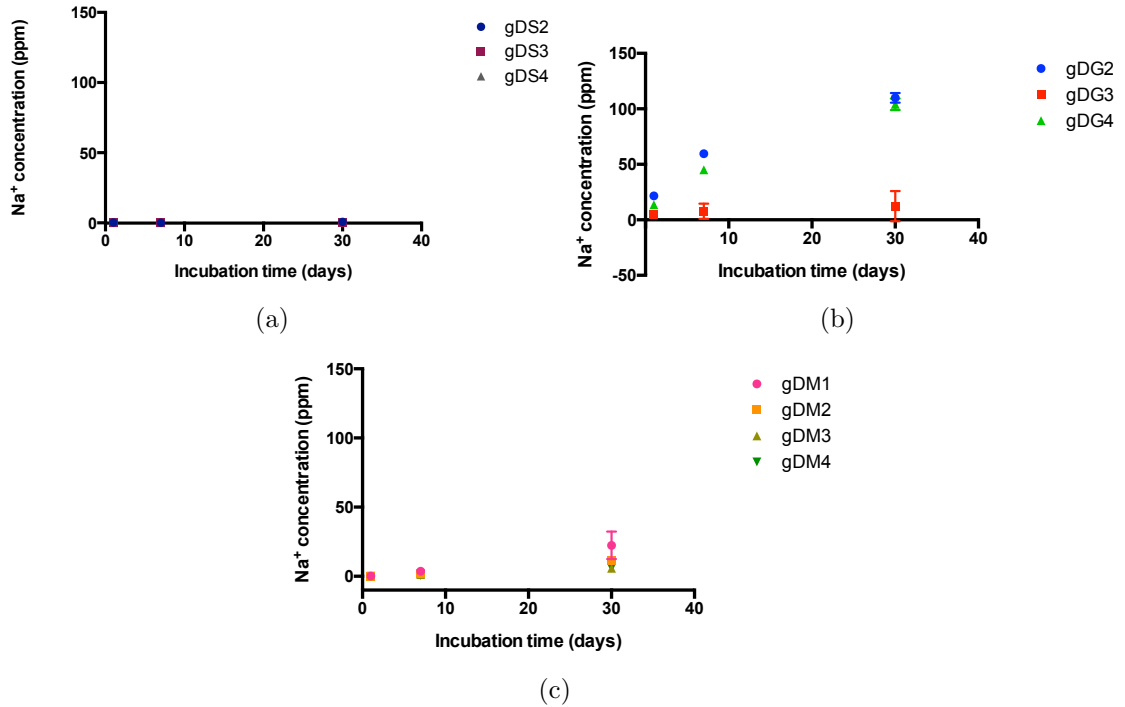 150
100
50
0
0 10 20 30 40
Na⁺ concentration (ppm)
Incubation time (days)
gDS2
gDS3
gDS4
(a)
150
100
50
0
-50
10 20 30 40
Na⁺ concentration (ppm)
Incubation time (days)
gDG2
gDG3
gDG4
(b)
150
100
50
0
0 10 20 30 40
Na⁺ concentration (ppm)
Incubation time (days)
gDM1
gDM2
gDM3
gDM4
(c)